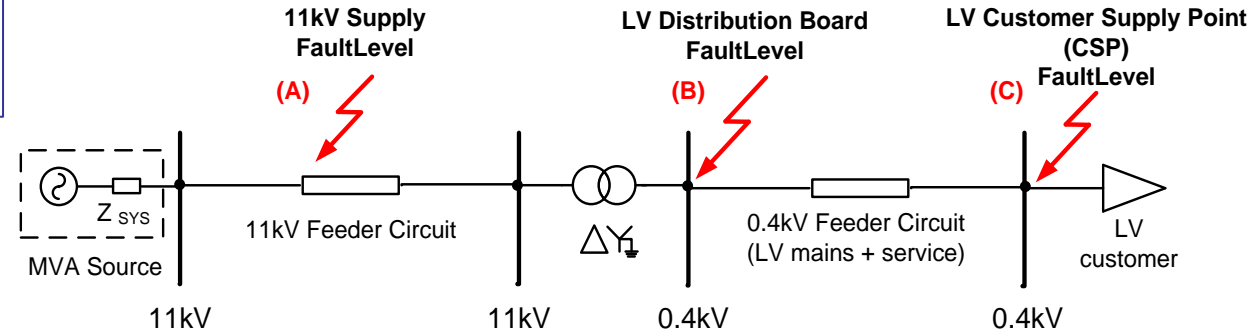 11kV Supply
FaultLevel
(A)
LV Distribution Board
FaultLevel
(B)
LV Customer Supply Point
(CSP)
FaultLevel
(C)
Z SYS
MVA Source
11kV Feeder Circuit
0.4kV Feeder Circuit
(LV mains + service)
LV
customer
11kV
11kV
0.4kV
0.4kV